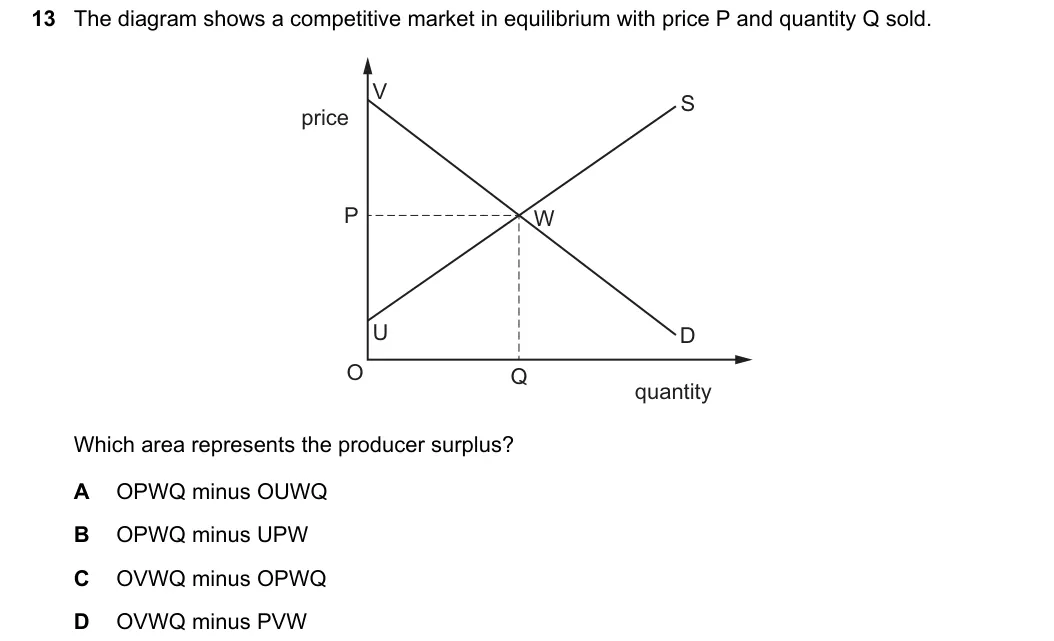 13 The diagram shows a competitive market in equilibrium with price P and quantity Q sold.
V
S
price
P
W
U
D
O
Q
quantity
Which area represents the producer surplus?
A OPWQ minus OUWQ
B OPWQ minus UPW
C OVWQ minus OPWQ
D OVWQ minus PVW